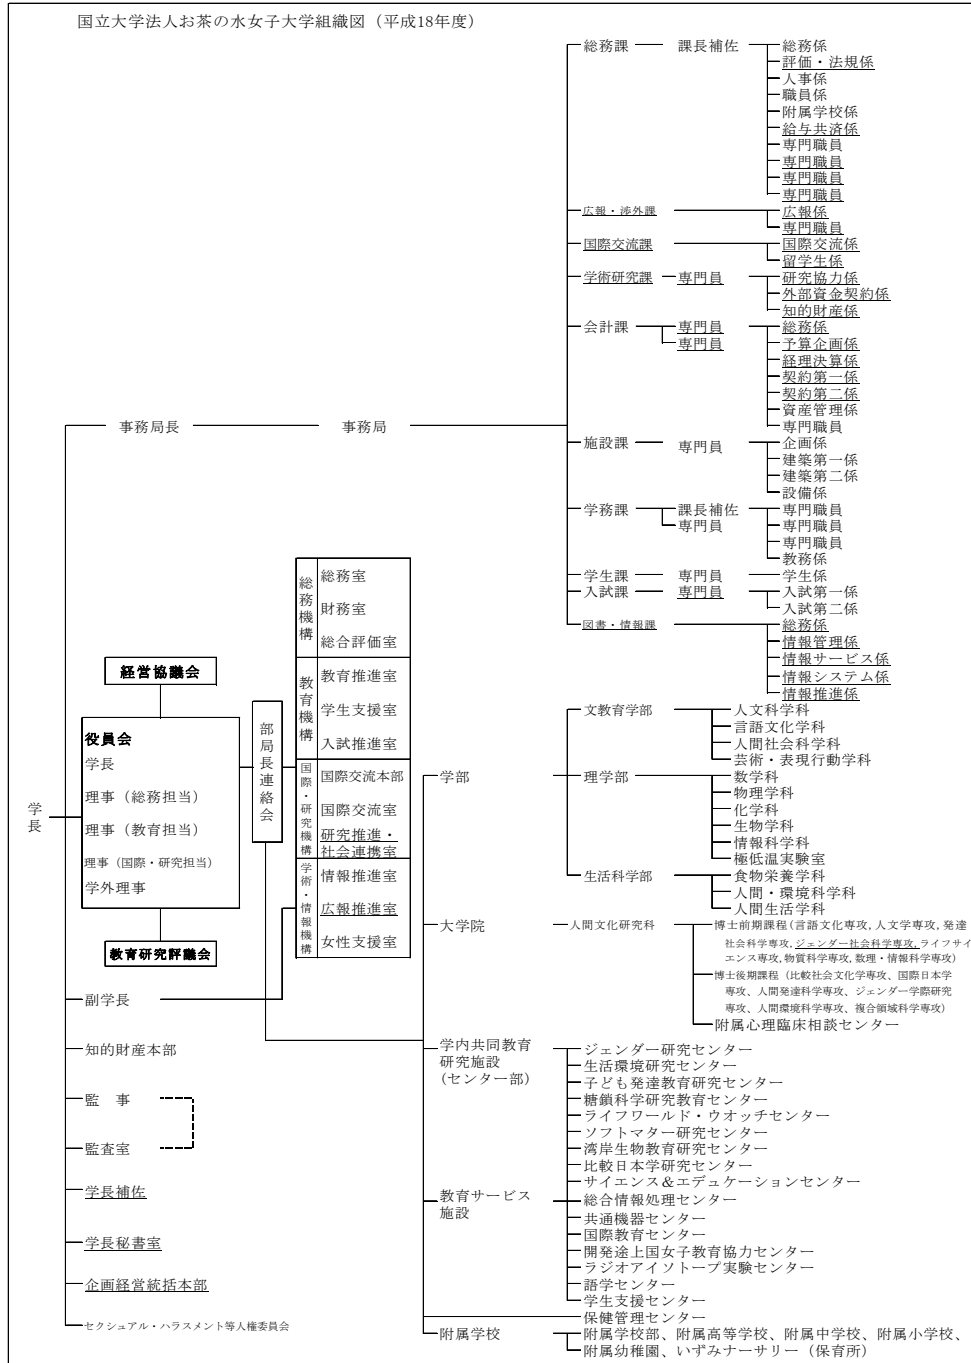 国立大学法人お茶の水女子大学組織図（平成18年度）
総務課
課長補佐
総務係
評価・法規係
人事係
職員係
附属学校係
給与共済係
専門職員
専門職員
専門職員
専門職員
広報・渉外課
広報係
専門職員
国際交流課
国際交流係
留学生係
学術研究課
専門員
研究協力係
外部資金契約係
知的財産係
会計課
専門員
専門員
総務係
予算企画係
経理決算係
契約第一係
契約第二係
資産管理係
専門職員
事務局長
事務局
施設課
専門員
企画係
建築第一係
建築第二係
設備係
学務課
課長補佐
専門員
専門職員
専門職員
専門職員
教務係
学生課
専門員
学生係
入試課
専門員
入試第一係
入試第二係
図書・情報課
総務係
情報管理係
情報サービス係
情報システム係
情報推進係
総務機構
総務室
財務室
総合評価室
教育機構
教育推進室
学生支援室
入試推進室
国際・研究機構
国際交流本部
国際交流室
研究推進・
社会連携室
学術・情報機構
情報推進室
広報推進室
女性支援室
経営協議会
役員会
学長
理事（総務担当）
理事（教育担当）
理事（国際・研究担当）
学外理事
教育研究評議会
部局長連絡会
学長
学部
文教育学部
人文科学科
言語文化学科
人間社会科学科
芸術・表現行動学科
理学部
数学科
物理学科
化学科
生物学科
情報科学科
極低温実験室
生活科学部
食物栄養学科
人間・環境科学科
人間生活学科
大学院
人間文化研究科
博士前期課程（言語文化専攻,人文学専攻,発達
社会科学専攻,ジェンダー社会科学専攻,ライフサイ
エンス専攻,物質科学専攻,数理・情報科学専攻）
博士後期課程（比較社会文化学専攻、国際日本学
専攻、人間発達科学専攻、ジェンダー学際研究
専攻、人間環境科学専攻、複合領域科学専攻）
附属心理臨床相談センター
副学長
知的財産本部
監　事
監査室
学長補佐
学長秘書室
企画経営統括本部
セクシュアル・ハラスメント等人権委員会
学内共同教育
研究施設
（センター部）
ジェンダー研究センター
生活環境研究センター
子ども発達教育研究センター
糖鎖科学研究教育センター
ライフワールド・ウオッチセンター
ソフトマター研究センター
湾岸生物教育研究センター
比較日本学研究センター
サイエンス＆エデュケーションセンター
教育サービス
施設
総合情報処理センター
共通機器センター
国際教育センター
開発途上国女子教育協力センター
ラジオアイソトープ実験センター
語学センター
学生支援センター
保健管理センター
附属学校
附属学校部、附属高等学校、附属中学校、附属小学校、
附属幼稚園、いずみナーサリー（保育所）